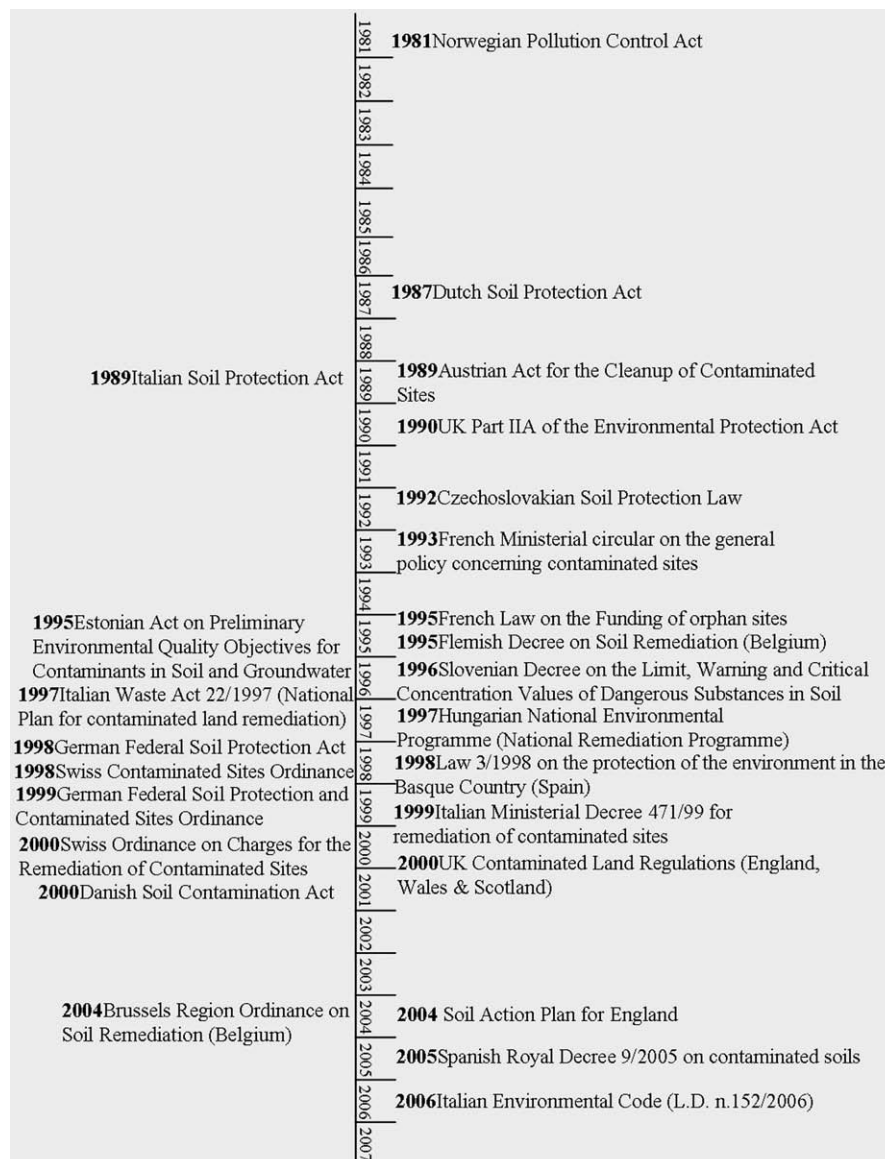 1981
1981Norwegian Pollution Control Act
1982
1983
1984
1985
1986
1987
1987Dutch Soil Protection Act
1988
1989Italian Soil Protection Act
1989
1989Austrian Act for the Cleanup of Contaminated
Sites
1990
1990UK Part IIA of the Environmental Protection Act
1991
1992
1992Czechoslovakian Soil Protection Law
1993
1993French Ministerial circular on the general
policy concerning contaminated sites
1994
1995Estonian Act on Preliminary
Environmental Quality Objectives for
Contaminants in Soil and Groundwater
1995
1995French Law on the Funding of orphan sites
1995Flemish Decree on Soil Remediation (Belgium)
1996
1996Slovenian Decree on the Limit, Warning and Critical
Concentration Values of Dangerous Substances in Soil
1997Italian Waste Act 22/1997 (National
Plan for contaminated land remediation)
1997
1997Hungarian National Environmental
Programme (National Remediation Programme)
1998German Federal Soil Protection Act
1998Swiss Contaminated Sites Ordinance
1998
1998Law 3/1998 on the protection of the environment in the
Basque Country (Spain)
1999German Federal Soil Protection and
Contaminated Sites Ordinance
1999
1999Italian Ministerial Decree 471/99 for
remediation of contaminated sites
2000Swiss Ordinance on Charges for the
Remediation of Contaminated Sites
2000
2000UK Contaminated Land Regulations (England,
Wales & Scotland)
2000Danish Soil Contamination Act
2001
2002
2003
2004Brussels Region Ordinance on
Soil Remediation (Belgium)
2004
2004 Soil Action Plan for England
2005
2005Spanish Royal Decree 9/2005 on contaminated soils
2006
2006Italian Environmental Code (L.D. n.152/2006)
2007